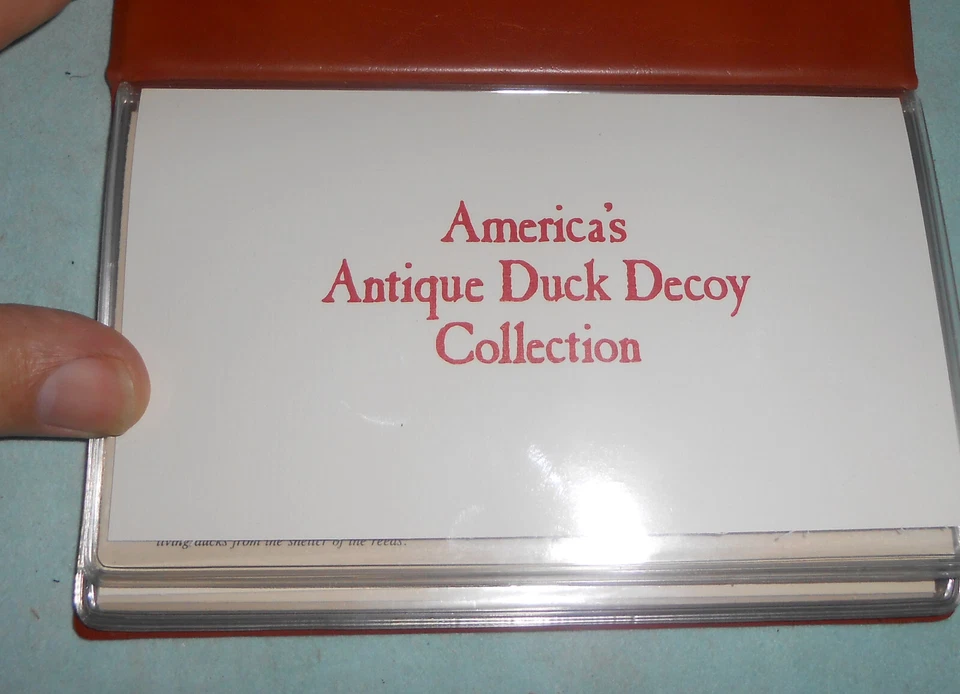 America's
Antique Duck Decoy
Collection
living ducks from the shelter of the reeds.